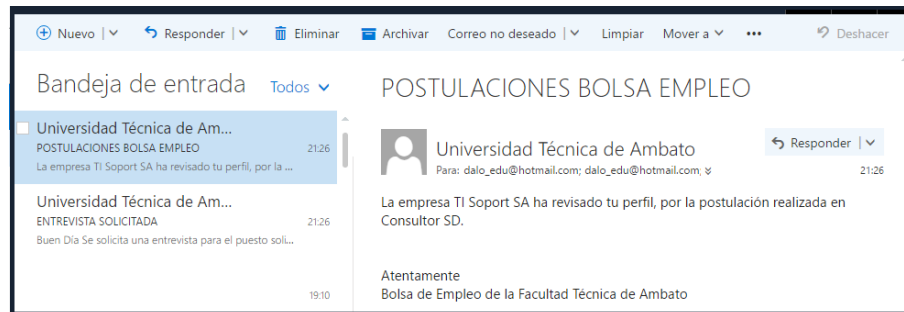 Nuevo | Responder | Eliminar Archivar Correo no deseado | Limpiar Mover a ••• Deshacer
Bandeja de entrada Todos
Universidad Técnica de Am...
POSTULACIONES BOLSA EMPLEO 21:26
La empresa TI Soport SA ha revisado tu perfil, por la ...
Universidad Técnica de Am...
ENTREVISTA SOLICITADA 21:26
Buen Día Se solicita una entrevista para el puesto soli...
19:10
POSTULACIONES BOLSA EMPLEO
Universidad Técnica de Ambato
Responder |
Para: dalo_edu@hotmail.com; dalo_edu@hotmail.com;
21:26
La empresa TI Soport SA ha revisado tu perfil, por la postulación realizada en
Consultor SD.
Atentamente
Bolsa de Empleo de la Facultad Técnica de Ambato